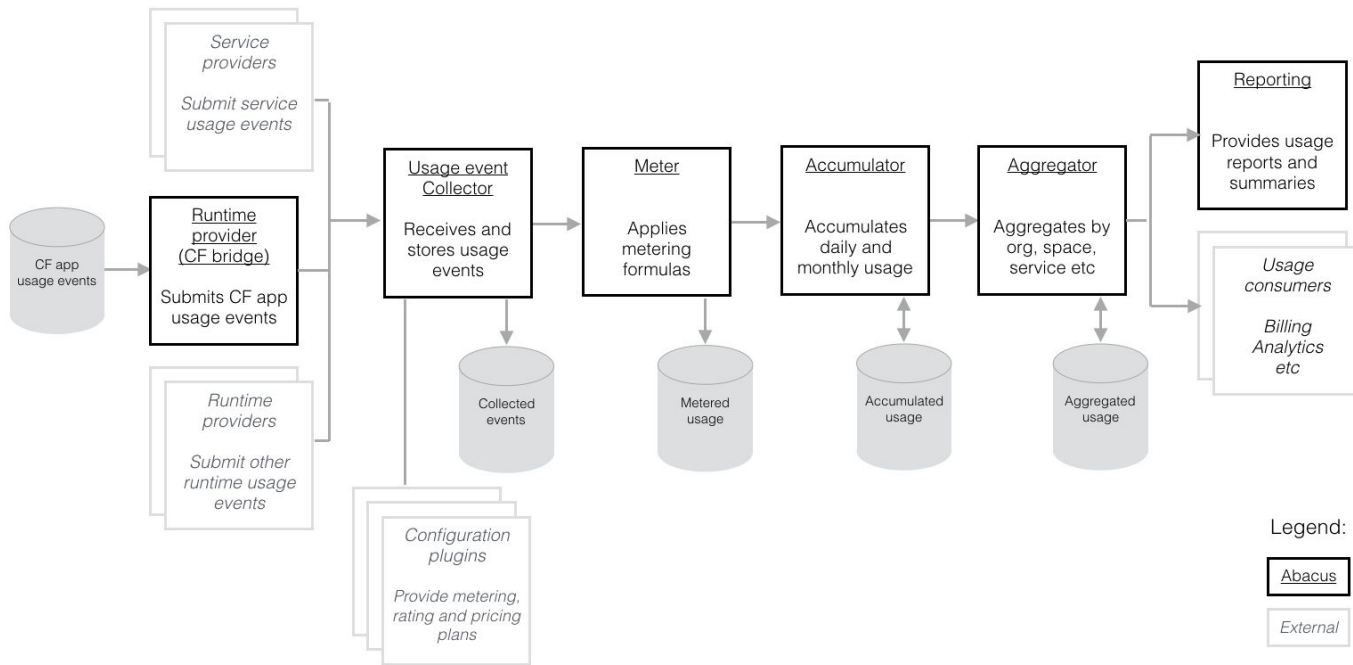 Service
providers
Submit service
usage events
CF app
usage events
Runtime
provider
(CF bridge)
Submits CF app
usage events
Runtime
providers
Submit other
runtime usage
events
Usage event
Collector
Receives and
stores usage
events
Collected
events
Configuration
plugins
Provide metering,
rating and pricing
plans
Meter
Applies
metering
formulas
Metered
usage
Accumulator
Accumulates
daily and
monthly usage
Accumulated
usage
Aggregator
Aggregates by
org, space,
service etc
Aggregated
usage
Reporting
Provides usage
reports and
summaries
Usage
consumers
Billing
Analytics
etc
Legend:
Abacus
External